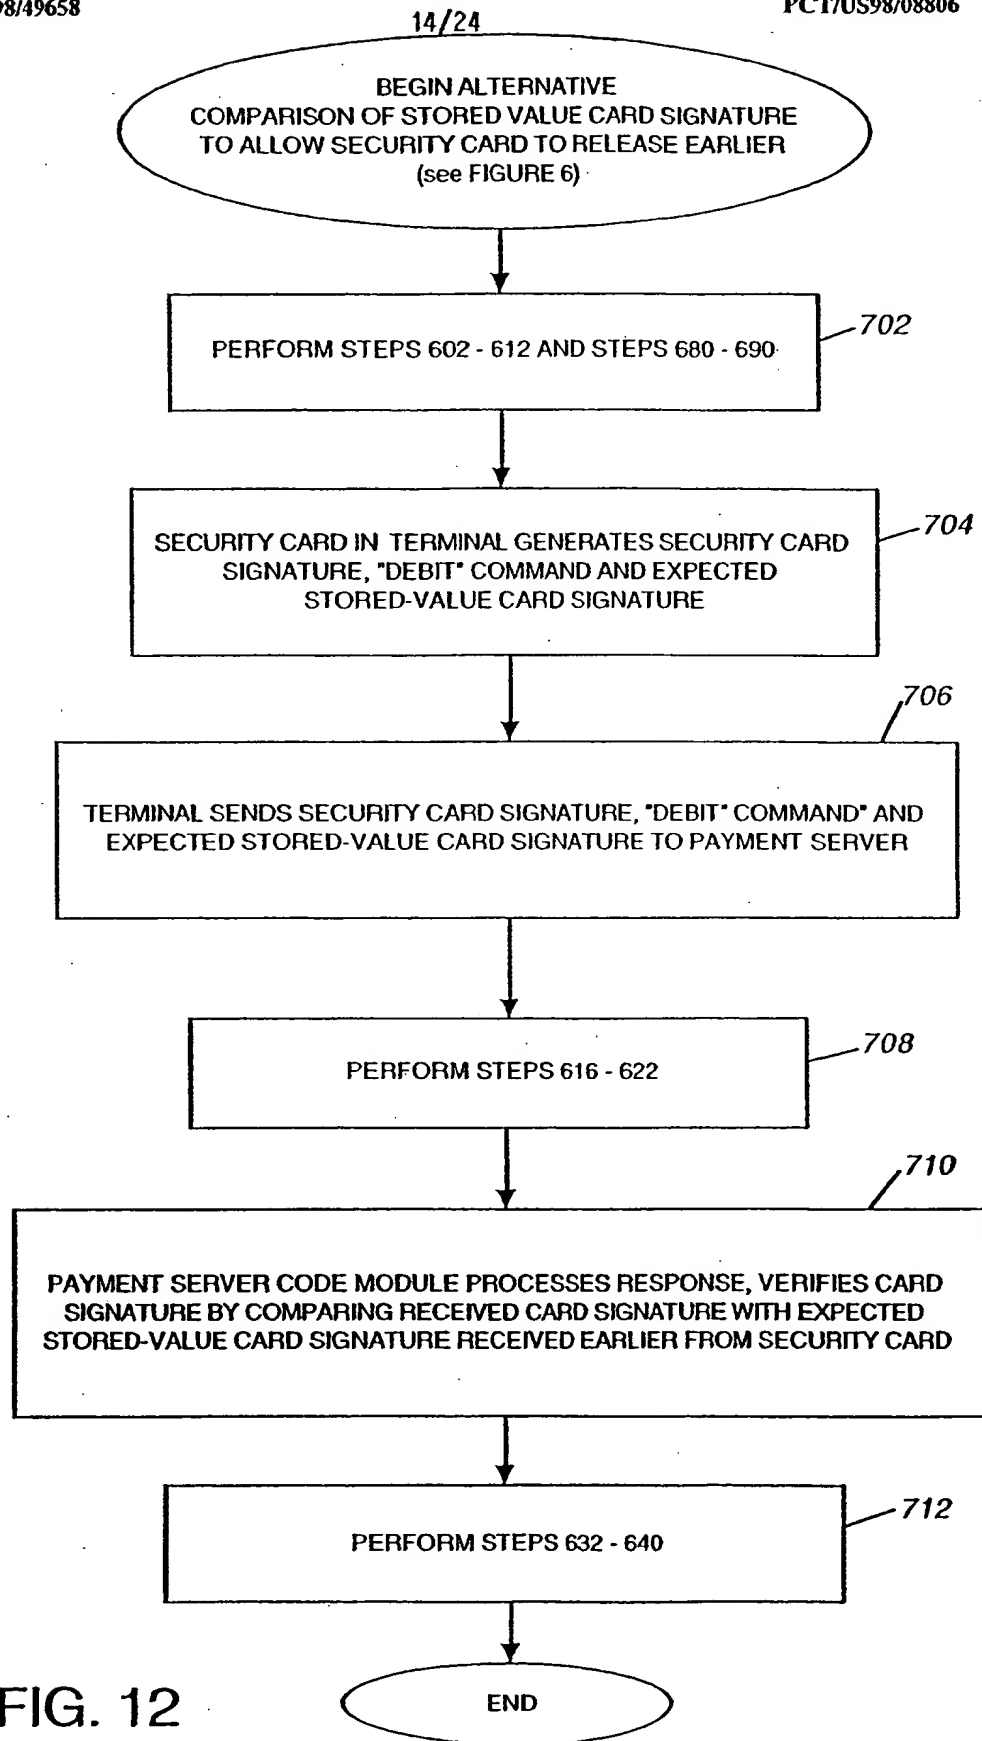 98/49658
14/24
PCT/US98/08806
BEGIN ALTERNATIVE
COMPARISON OF STORED VALUE CARD SIGNATURE
TO ALLOW SECURITY CARD TO RELEASE EARLIER
(see FIGURE 6)
702
PERFORM STEPS 602 - 612 AND STEPS 680 - 690
704
SECURITY CARD IN TERMINAL GENERATES SECURITY CARD
SIGNATURE, "DEBIT" COMMAND AND EXPECTED
STORED-VALUE CARD SIGNATURE
706
TERMINAL SENDS SECURITY CARD SIGNATURE, "DEBIT" COMMAND" AND
EXPECTED STORED-VALUE CARD SIGNATURE TO PAYMENT SERVER
708
PERFORM STEPS 616 - 622
710
PAYMENT SERVER CODE MODULE PROCESSES RESPONSE, VERIFIES CARD
SIGNATURE BY COMPARING RECEIVED CARD SIGNATURE WITH EXPECTED
STORED-VALUE CARD SIGNATURE RECEIVED EARLIER FROM SECURITY CARD
712
PERFORM STEPS 632 - 640
END
FIG. 12